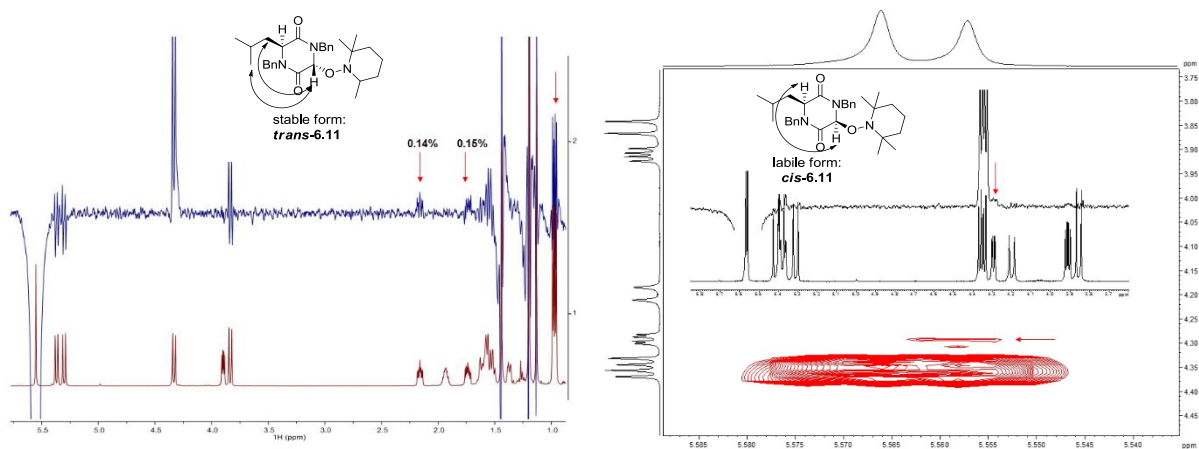 O
H
NBn
BnN
O
H
O
N
stable form:
trans-6.11
0.14%
0.15%
2
1
5.5 5.0 4.5 4.0 3.5 3.0 2.5 2.0 1.5 1.0
1H (ppm)
ppm
3.75
3.80
3.85
3.90
3.95
4.00
4.05
4.10
4.15
4.20
4.25
4.30
4.35
4.40
4.45
H
O
NBn
BnN
O
H
O
N
labile form:
cis-6.11
ppm
5.585 5.580 5.575 5.570 5.565 5.560 5.555 5.550 5.545 5.540 ppm